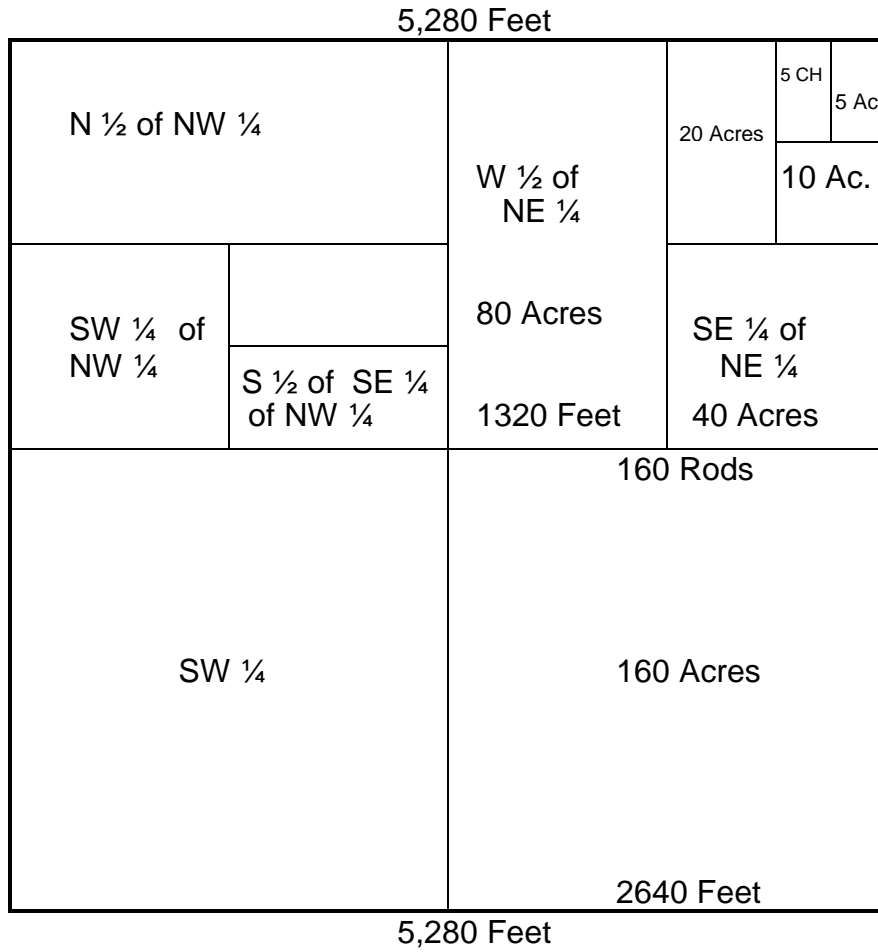 5,280 Feet
N ½ of NW ¼
W ½ of
NE ¼
80 Acres
1320 Feet
20 Acres
5 CH
5 Ac
10 Ac.
SW ¼ of
NW ¼
S ½ of SE ¼
of NW ¼
SE ¼ of
NE ¼
40 Acres
160 Rods
SW ¼
160 Acres
2640 Feet
5,280 Feet